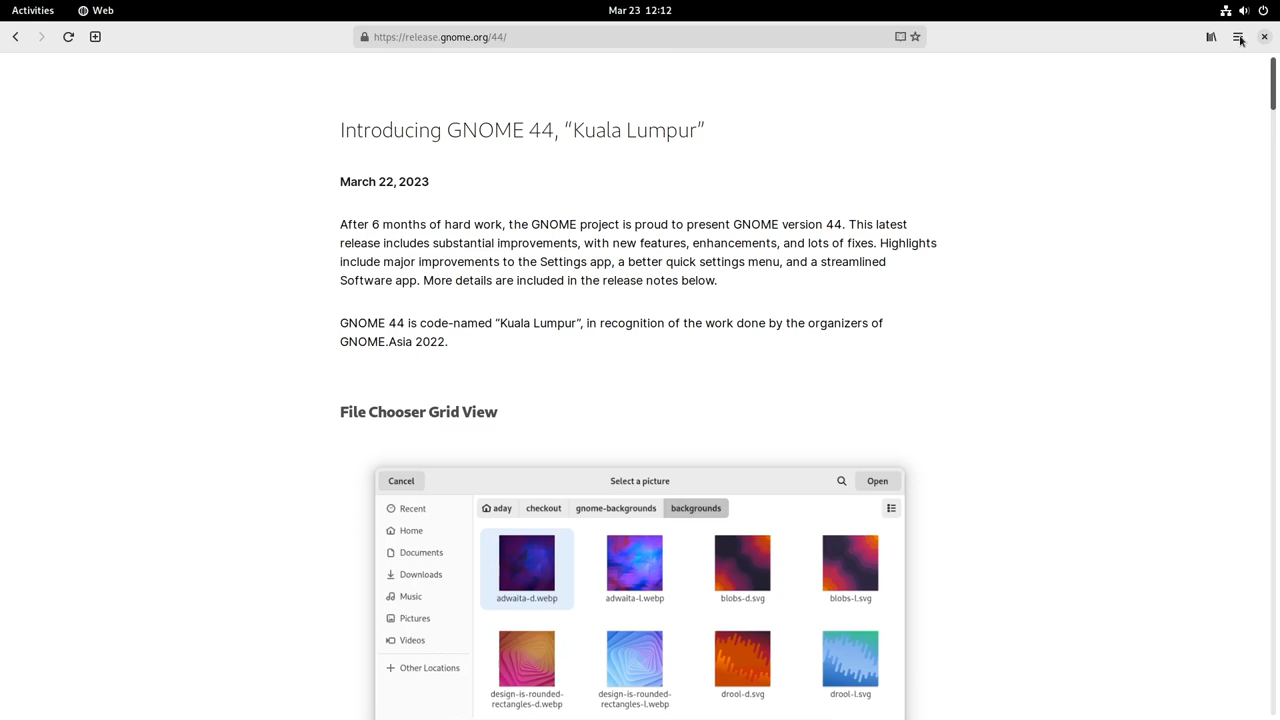 Activities
Web
Mar 23 12:12
https://release.gnome.org/44/
Introducing GNOME 44, “Kuala Lumpur”
March 22, 2023
After 6 months of hard work, the GNOME project is proud to present GNOME version 44. This latest
release includes substantial improvements, with new features, enhancements, and lots of fixes. Highlights
include major improvements to the Settings app, a better quick settings menu, and a streamlined
Software app. More details are included in the release notes below.
GNOME 44 is code-named “Kuala Lumpur”, in recognition of the work done by the organizers of
GNOME.Asia 2022.
File Chooser Grid View
Cancel
Select a picture
Open
Recent
Home
Documents
Downloads
Music
Pictures
Videos
Other Locations
aday
checkout
gnome-backgrounds
backgrounds
adwaita-d.webp
adwaita-l.webp
blobs-d.svg
blobs-l.svg
design-is-rounded-
rectangles-d.webp
design-is-rounded-
rectangles-l.webp
drool-d.svg
drool-l.svg